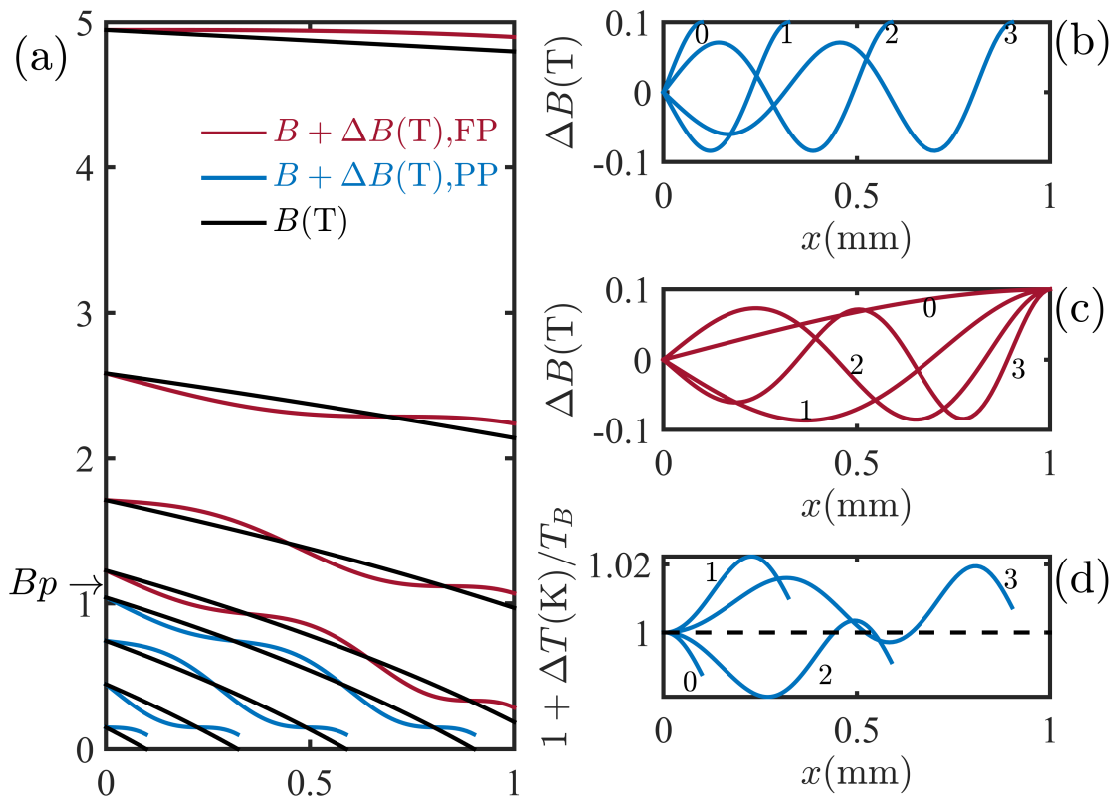 (a)
5
4
3
2
1
0
Bp →
B + ΔB(T),FP
B + ΔB(T),PP
B(T)
0
0.5
1
(b)
ΔB(T)
0.1
0
-0.1
0 1 2 3
0 0.5 1
x(mm)
(c)
ΔB(T)
0.1
0
-0.1
0
1
2
3
0 0.5 1
x(mm)
(d)
1 + ΔT(K)/T_B
1.02
1
0
1
2
3
0 0.5 1
x(mm)